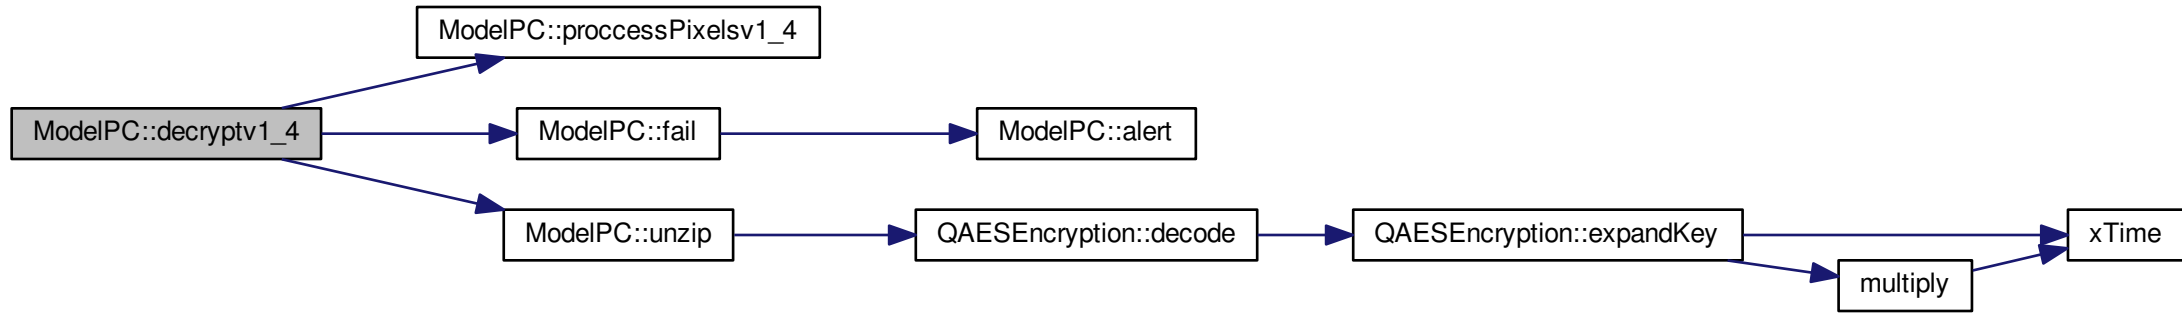 ModelPC::proccessPixelsv1_4
ModelPC::decryptv1_4
ModelPC::fail
ModelPC::alert
ModelPC::unzip
QAESEncryption::decode
QAESEncryption::expandKey
xTime
multiply